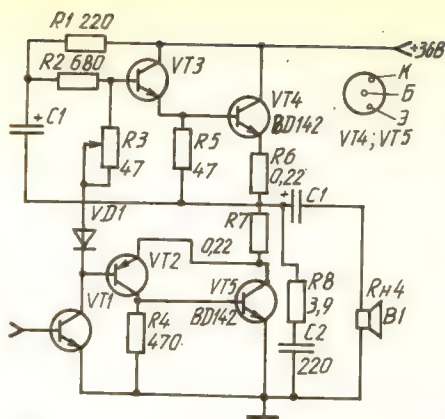 R1 220
+36В
R2 680
VT3
К
Б
Э
VT4
VT4; VT5
BD142
+ C1
R3
47
R5
47
R6
0,22
+ C1
R7
0,22
VD1
VT2
VT1
VT5
BD142
R8
3,9
Rн4
B1
R4
470
C2
220